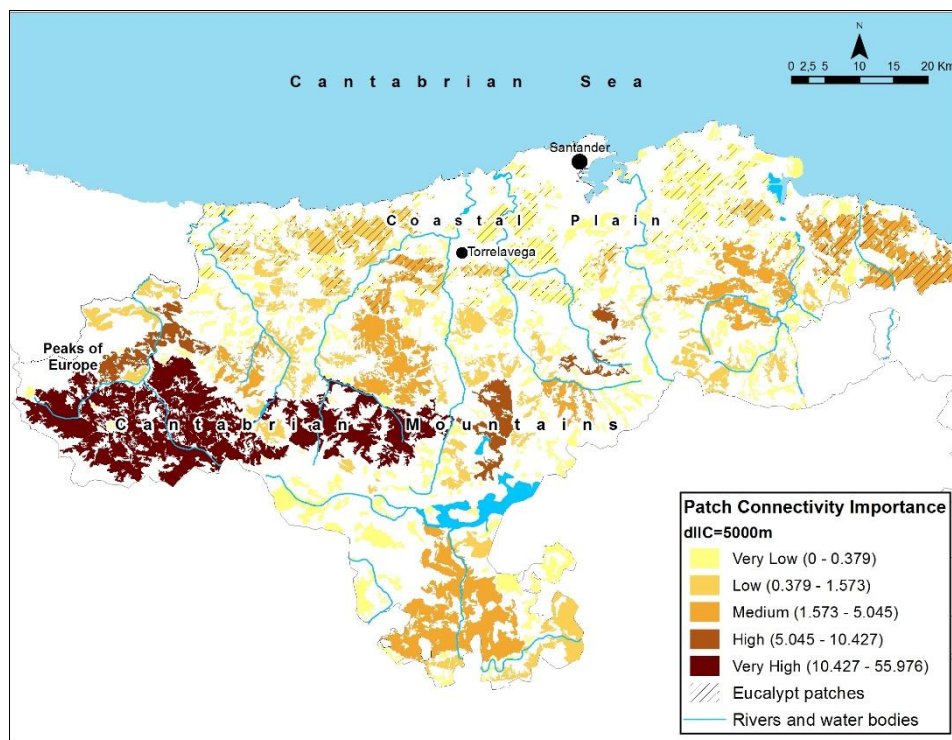 N
0 2,5 5 10 15 20 Km
Cantabrian Sea
Santander
Coastal Plain
Torrelavega
Peaks of
Europe
Cantabrian Mountains
Patch Connectivity Importance
dIIC=5000m
Very Low (0 - 0.379)
Low (0.379 - 1.573)
Medium (1.573 - 5.045)
High (5.045 - 10.427)
Very High (10.427 - 55.976)
Eucalypt patches
Rivers and water bodies